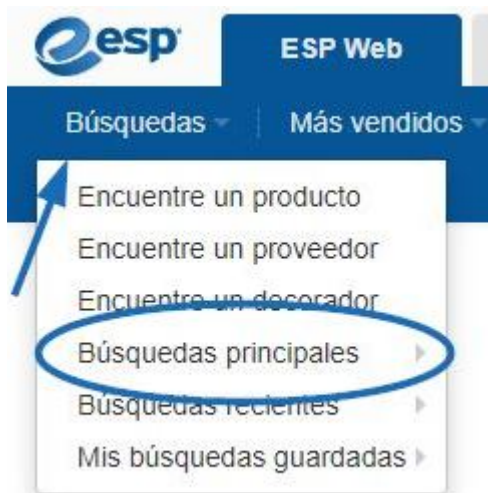 esp
ESP Web
Búsquedas
Más vendidos
Encuentre un producto
Encuentre un proveedor
Encuentre un decorador
Búsquedas principales
Búsquedas recientes
Mis búsquedas guardadas